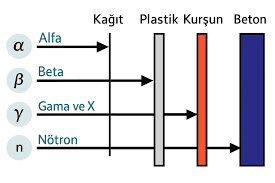 Kağıt Plastik Kurşun Beton
α Alfa
β Beta
γ Gama ve X
n Nötron